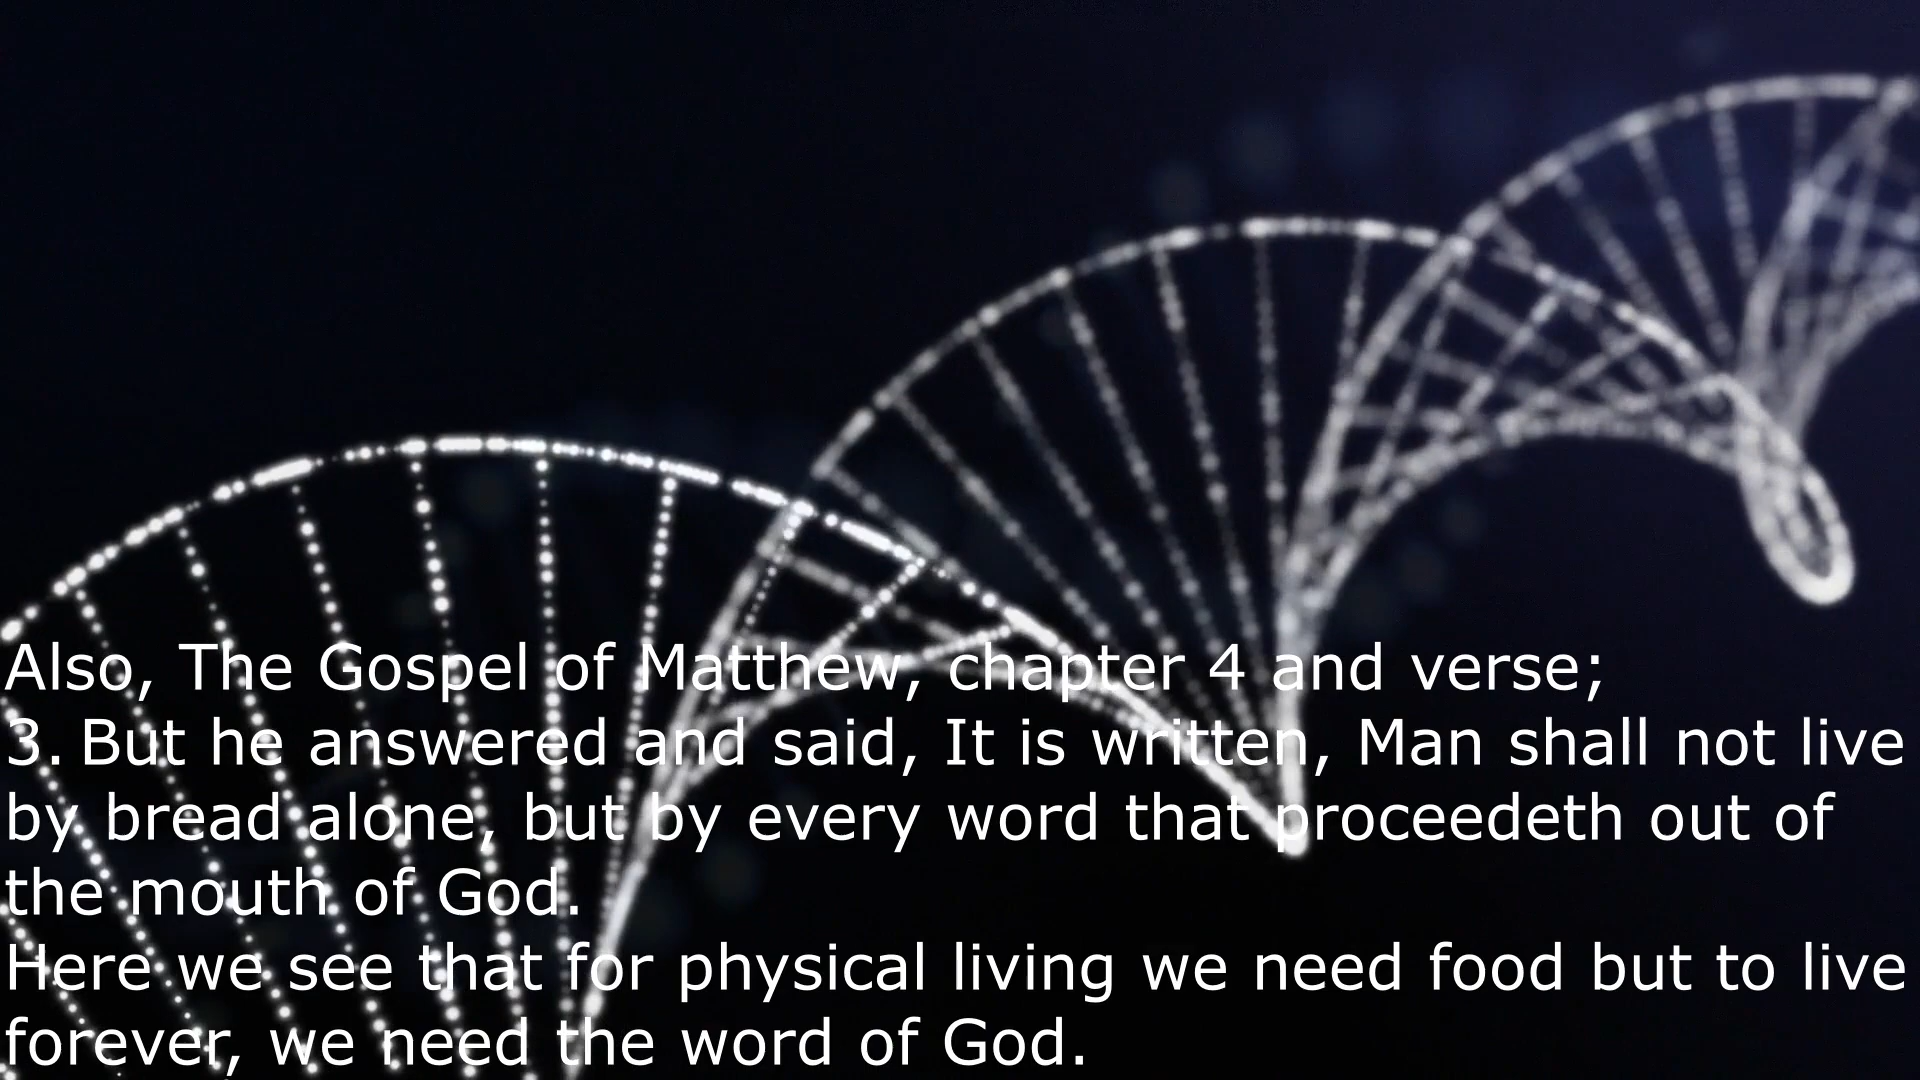 Also, The Gospel of Matthew, chapter 4 and verse;
3. But he answered and said, It is written, Man shall not live
by bread alone, but by every word that proceedeth out of
the mouth of God.
Here we see that for physical living we need food but to live
forever, we need the word of God.